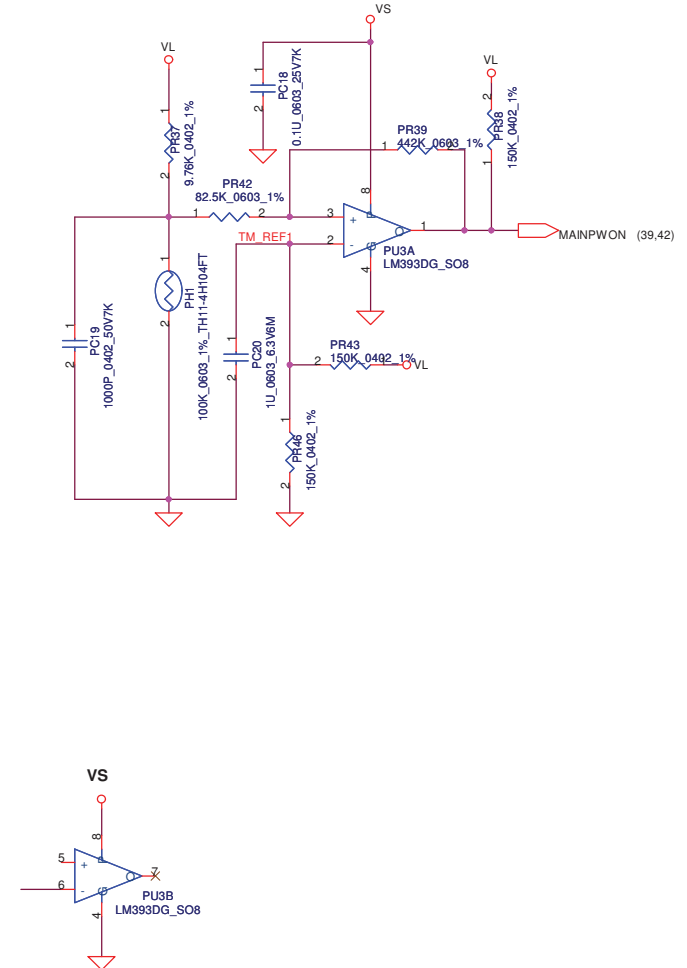 VS
VL
VL
1
2
PC18
0.1U_0603_25V7K
1
2
PR37
9.76K_0402_1%
2
1
PR38
150K_0402_1%
PR39
442K_0603_1%
1
2
PR42
82.5K_0603_1%
1
2
8
3
+
1
TM_REF1
2
-
4
PU3A
LM393DG_SO8
MAINPWON (39,42)
1
2
PH1
100K_0603_1%_TH11-4H104FT
1
2
PC19
1000P_0402_50V7K
1
2
PC20
1U_0603_6.3V6M
PR43
150K_0402_1%
2
1
VL
1
2
PR46
150K_0402_1%
VS
8
5
+
7
6
-
4
PU3B
LM393DG_SO8